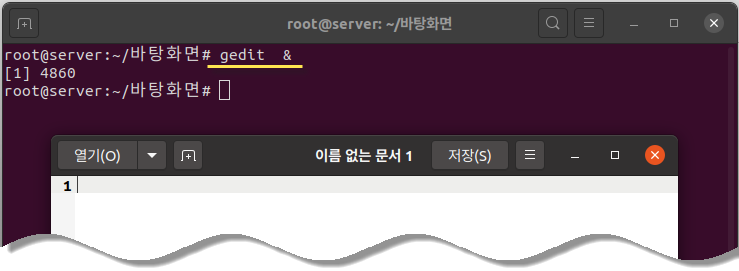 root@server: ~/바탕화면
root@server:~/바탕화면# gedit &
[1] 4860
root@server:~/바탕화면#
열기(O) 이름 없는 문서 1 저장(S)
1